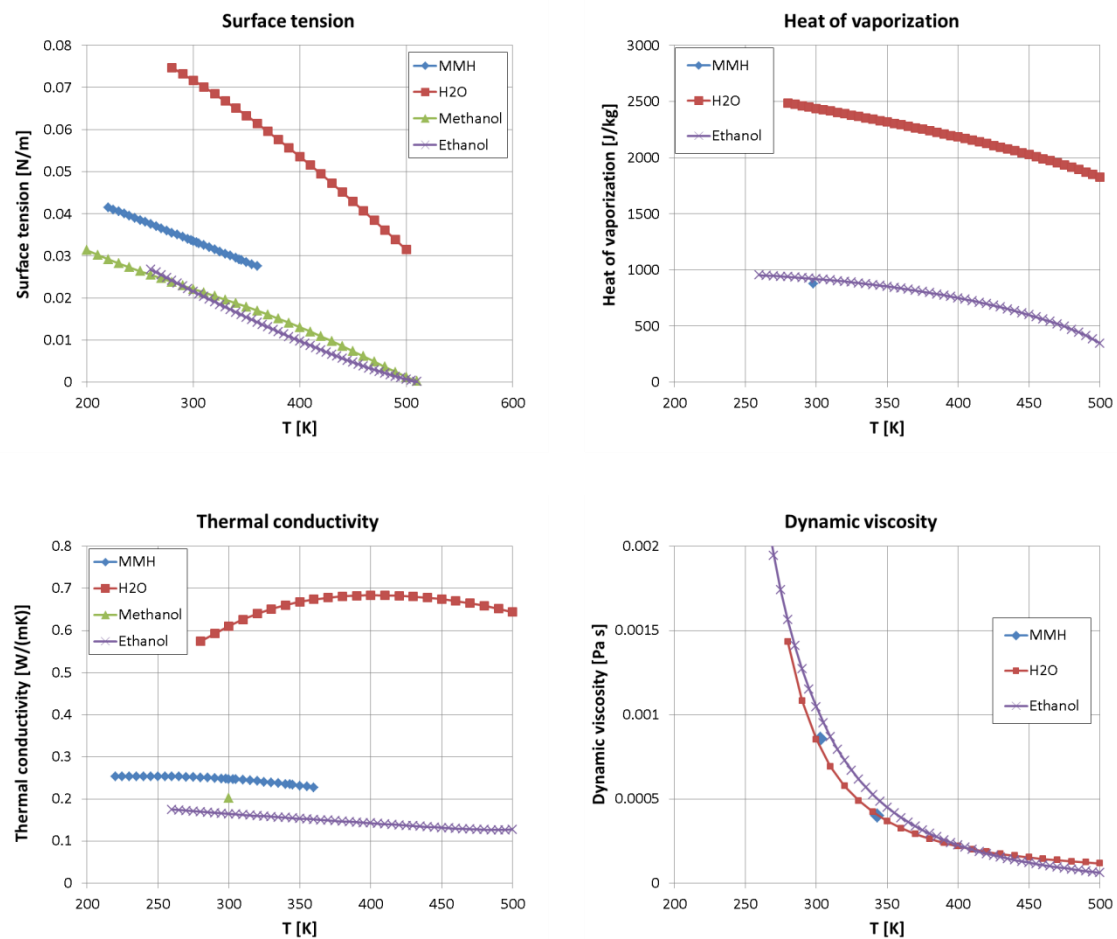 Surface tension
0.08
0.07
0.06
0.05
0.04
0.03
0.02
0.01
0
200 300 400 500 600
Surface tension [N/m]
T [K]
MMH
H2O
Methanol
Ethanol
Heat of vaporization
3000
2500
2000
1500
1000
500
0
200 250 300 350 400 450 500
Heat of vaporization [J/kg]
T [K]
MMH
H2O
Ethanol
Thermal conductivity
0.8
0.7
0.6
0.5
0.4
0.3
0.2
0.1
0
200 250 300 350 400 450 500
Thermal conductivity [W/(mK)]
T [K]
MMH
H2O
Methanol
Ethanol
Dynamic viscosity
0.002
0.0015
0.001
0.0005
0
200 250 300 350 400 450 500
Dynamic viscosity [Pa s]
T [K]
MMH
H2O
Ethanol